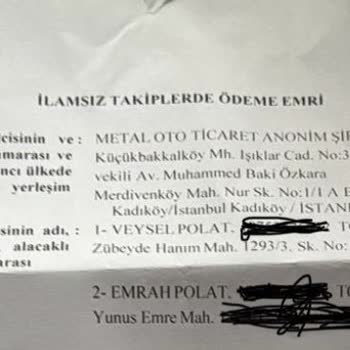 İLAMSIZ TAKİPLERDE ÖDEME EMRİ
cisinin ve : METAL OTO TİCARET ANONİM ŞİR
marası ve Küçükbakkalköy Mh. Işıklar Cad. No:3
ncı ülkede vekili Av. Muhammed Baki Özkara
yerleşim Merdivenköy Mah. Nur Sk. No:1/1 A B
Kadıköy/İstanbul Kadıköy / İSTAN
sinin adı, : 1- VEYSEL POLAT. TC
alacaklı Zübeyde Hanım Mah. 1293/3. Sk. No:
arası
2- EMRAH POLAT. TC
Yunus Emre Mah.